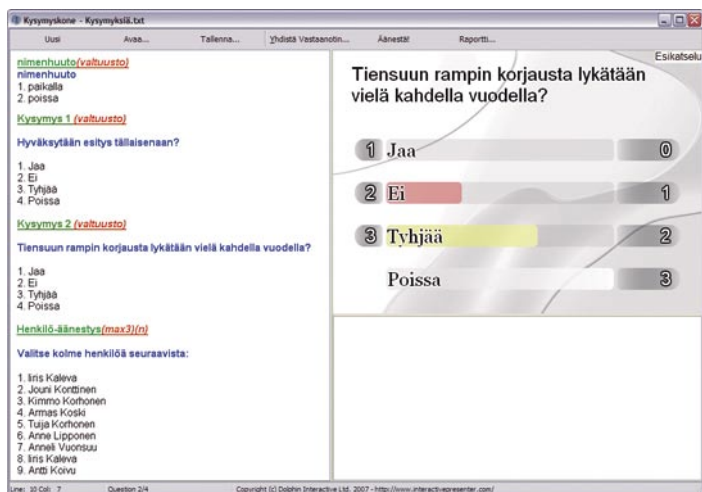 Kysymyskone - Kysymyksiä.txt
Uusi Avaa... Tallenna... Yhdistä Vastaanotin... Äänestä! Raportti...
nimenhuuto(valtuusto)
nimenhuuto
1. paikalla
2. poissa
Kysymys 1 (valtuusto)
Hyväksytään esitys tällaisenaan?
1. Jaa
2. Ei
3. Tyhjää
4. Poissa
Kysymys 2 (valtuusto)
Tiensuun rampin korjausta lykätään vielä kahdella vuodella?
1. Jaa
2. Ei
3. Tyhjää
4. Poissa
Henkilö-äänestys(max3)(n)
Valitse kolme henkilöä seuraavista:
1. Iiris Kaleva
2. Jouni Konttinen
3. Kimmo Korhonen
4. Armas Koski
5. Tuija Korhonen
6. Anne Lipponen
7. Anneli Vuonsuu
8. Iiris Kaleva
9. Antti Koivu
Esikatselu
Tiensuun rampin korjausta lykätään
vielä kahdella vuodella?
1 Jaa 0
2 Ei 1
3 Tyhjää 2
Poissa 3
Line: 10 Col: 7 Question 2/4 Copyright (c) Dolphin Interactive Ltd. 2007 - http://www.interactivepresenter.com/